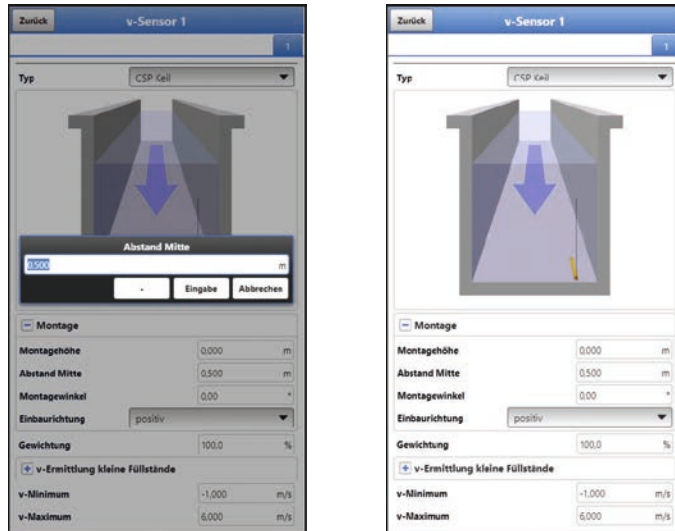 Zurück v-Sensor 1
1
Typ CSP Keil
Abstand Mitte
0.500 m
- Eingabe Abbrechen
Montage
Montagehöhe 0,000 m
Abstand Mitte 0,500 m
Montagewinkel 0,00 °
Einbaurichtung positiv
Gewichtung 100,0 %
v-Ermittlung kleine Füllstände
v-Minimum -1,000 m/s
v-Maximum 6,000 m/s
Zurück v-Sensor 1
1
Typ CSP Keil
Montage
Montagehöhe 0,000 m
Abstand Mitte 0,500 m
Montagewinkel 0,00 °
Einbaurichtung positiv
Gewichtung 100,0 %
v-Ermittlung kleine Füllstände
v-Minimum -1,000 m/s
v-Maximum 6,000 m/s